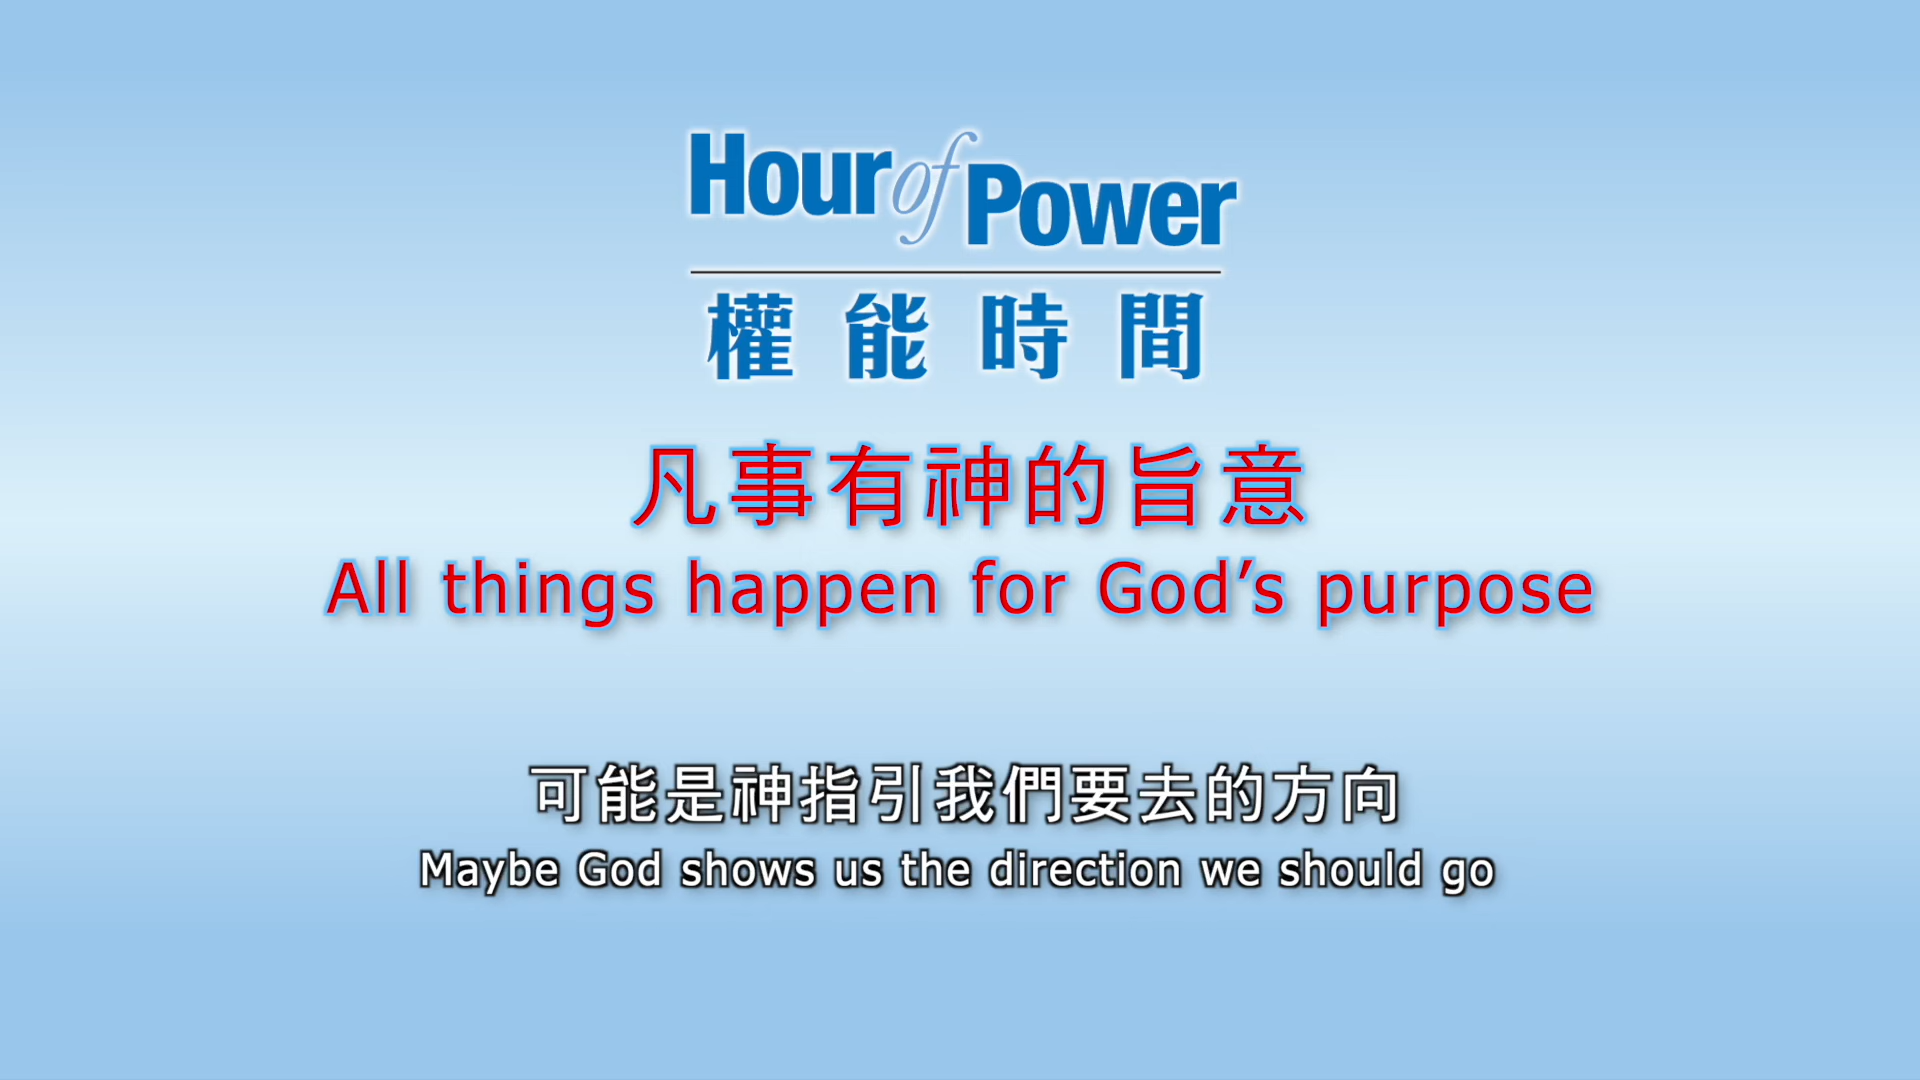 Hour of Power
權能時間
凡事有神的旨意
All things happen for God’s purpose
可能是神指引我們要去的方向
Maybe God shows us the direction we should go